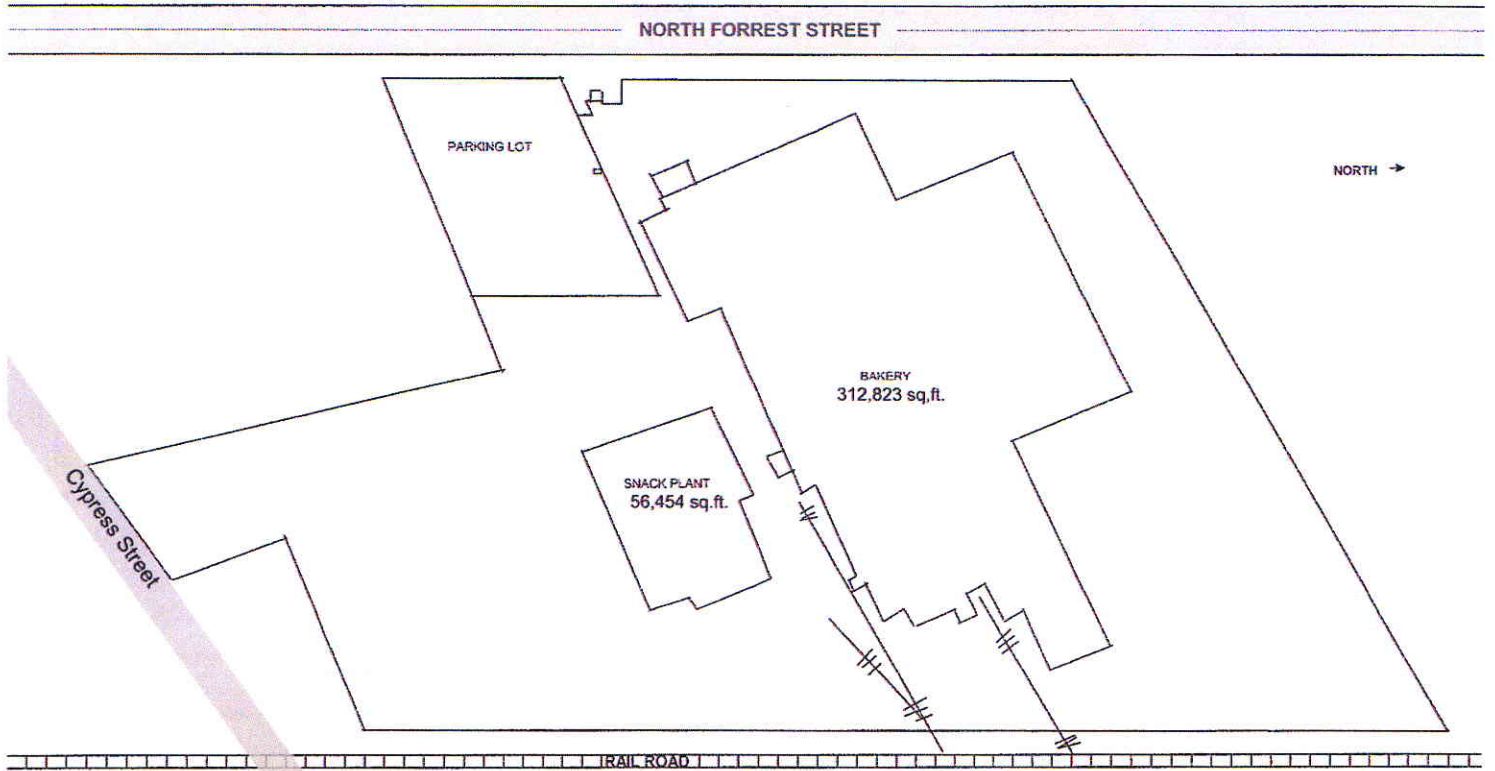 NORTH FORREST STREET
PARKING LOT
NORTH
BAKERY
312,823 sq,ft.
SNACK PLANT
56,454 sq.ft.
Cypress Street
RAIL ROAD